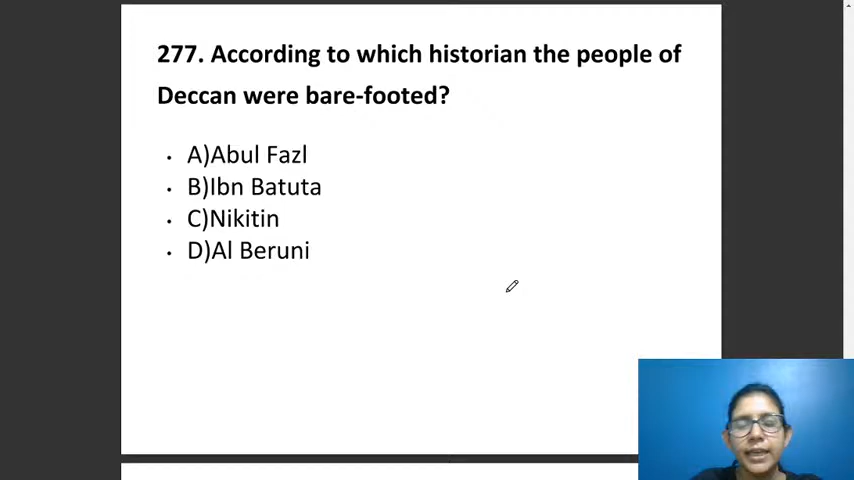 277. According to which historian the people of
Deccan were bare-footed?
• A)Abul Fazl
• B)Ibn Batuta
• C)Nikitin
• D)Al Beruni